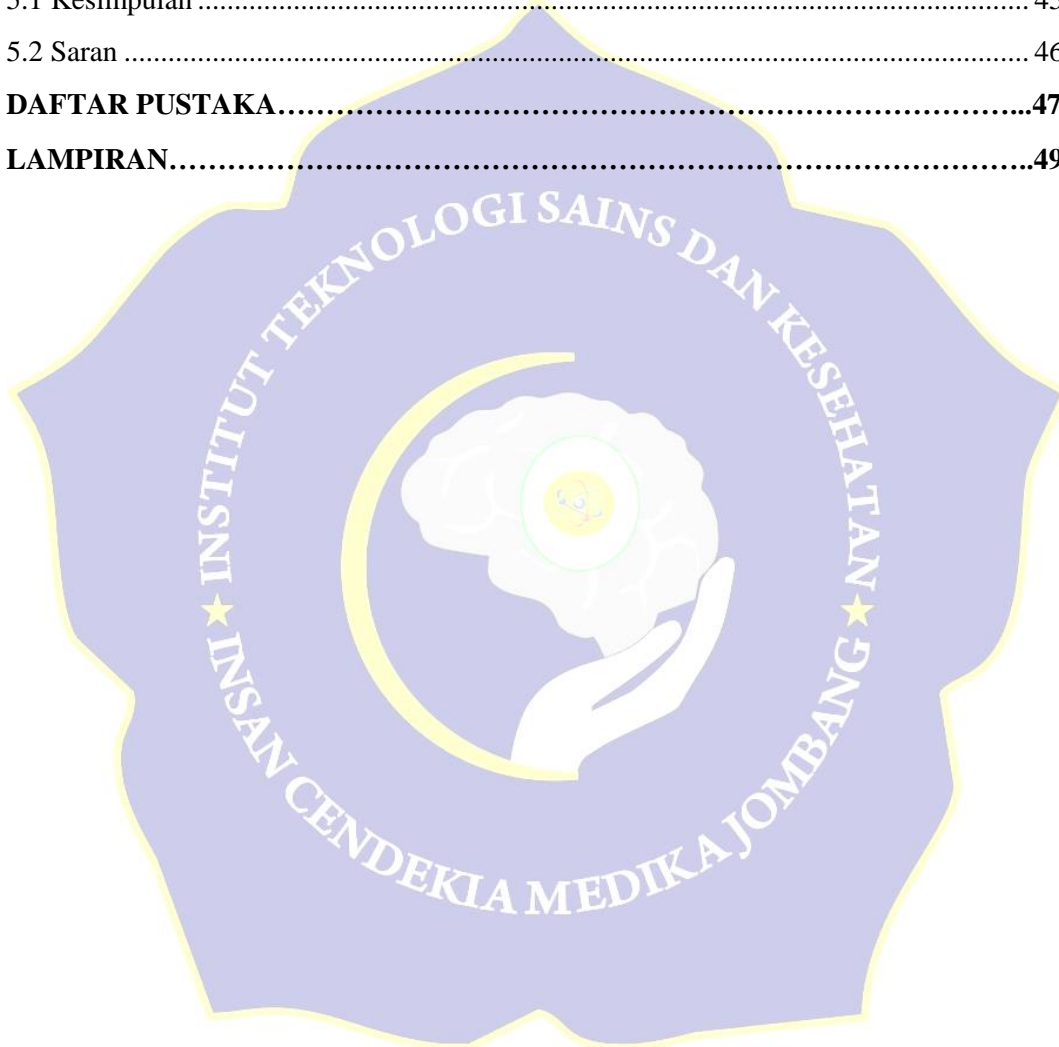 5.1 Kesimpulan ........................................................................................................................ 45
5.2 Saran ................................................................................................................................... 46
DAFTAR PUSTAKA……………………………………………………………………...47
LAMPIRAN………………………………………………………………………………..49
INSTITUT TEKNOLOGI SAINS DAN KESEHATAN
★ INSAN CENDEKIA MEDIKA JOMBANG ★